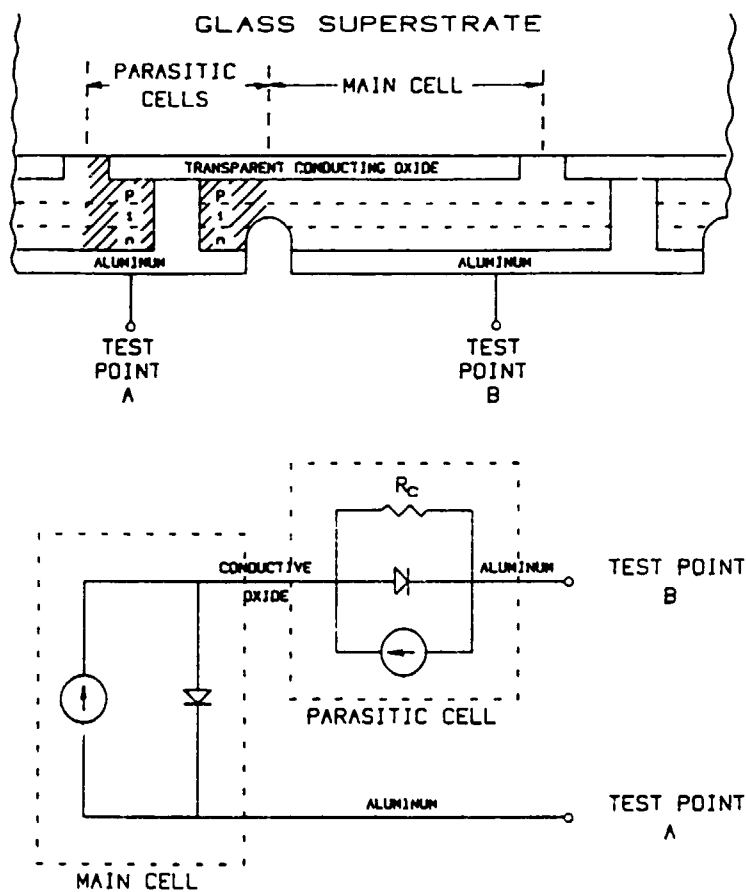 GLASS SUPERSTRATE
PARASITIC
CELLS
MAIN CELL
TRANSPARENT CONDUCTING OXIDE
P
i
n
P
i
n
ALUMINUM
ALUMINUM
TEST
POINT
A
TEST
POINT
B
RC
CONDUCTIVE
OXIDE
ALUMINUM
TEST POINT
B
PARASITIC CELL
ALUMINUM
TEST POINT
A
MAIN CELL